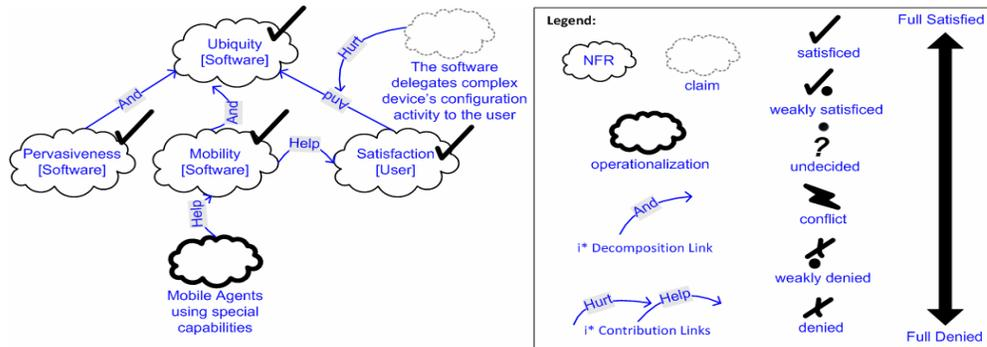 Ubiquity
[Software]
Hurt
The software
delegates complex
device's configuration
activity to the user
And
And
And
Pervasiveness
[Software]
Mobility
[Software]
Help
Satisfaction
[User]
Help
Mobile Agents
using special
capabilities
Legend:
NFR
claim
operationalization
And
i* Decomposition Link
Hurt
Help
i* Contribution Links
satisficed
weakly satisficed
?
undecided
conflict
weakly denied
denied
Full Satisfied
Full Denied